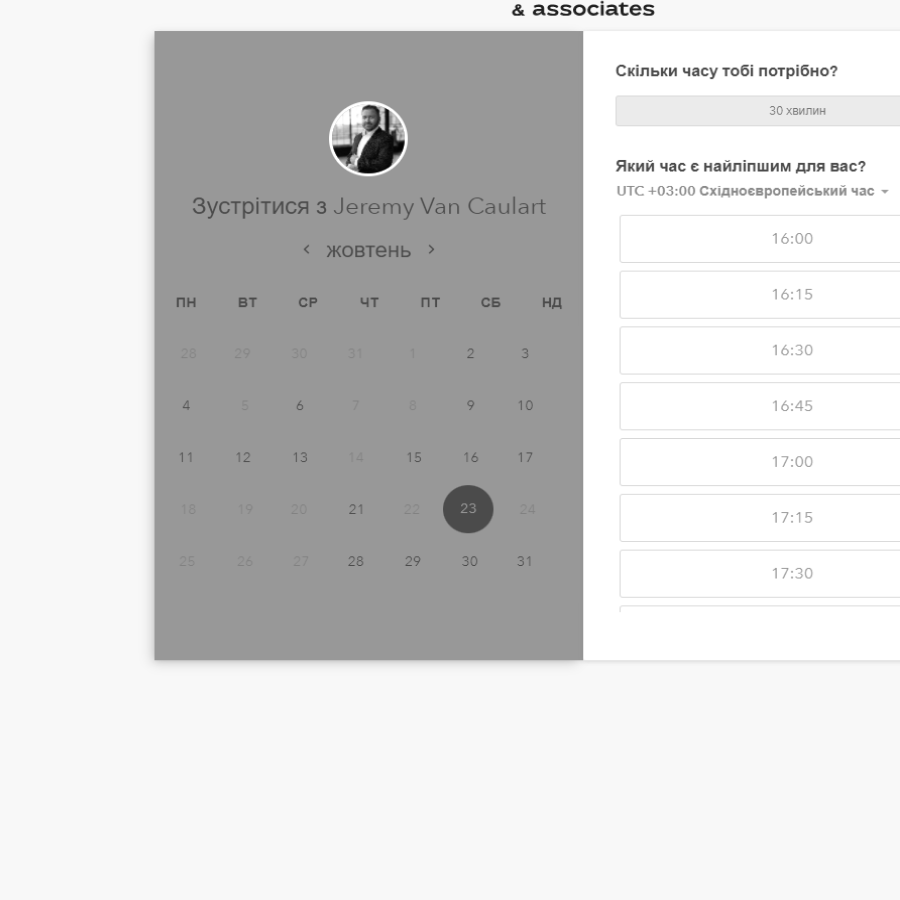 & associates
Зустрітися з Jeremy Van Caulart
жовтень
ПН ВТ СР ЧТ ПТ СБ НД
28 29 30 31 1 2 3
4 5 6 7 8 9 10
11 12 13 14 15 16 17
18 19 20 21 22 23 24
25 26 27 28 29 30 31
Скільки часу тобі потрібно?
30 хвилин
Який час є найліпшим для вас?
UTC +03:00 Східноєвропейський час
16:00
16:15
16:30
16:45
17:00
17:15
17:30